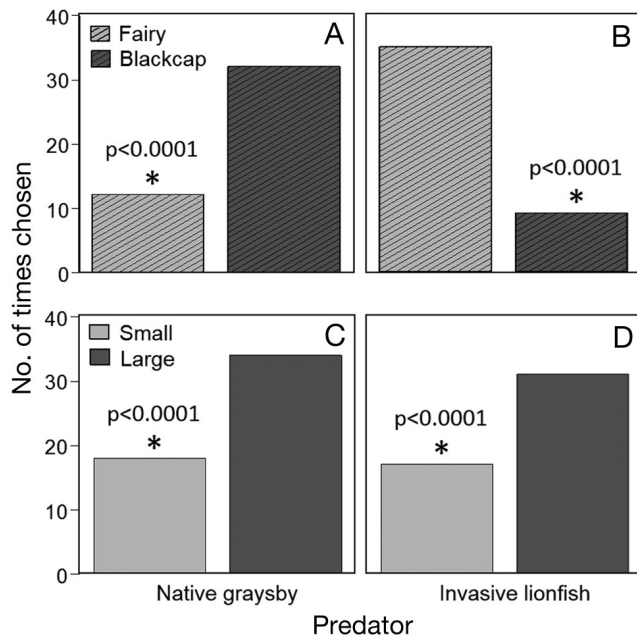 No. of times chosen
40
30
20
10
0
Fairy
Blackcap
A
p<0.0001
*
B
p<0.0001
*
40
30
20
10
0
Small
Large
C
p<0.0001
*
D
p<0.0001
*
Native graysby
Invasive lionfish
Predator